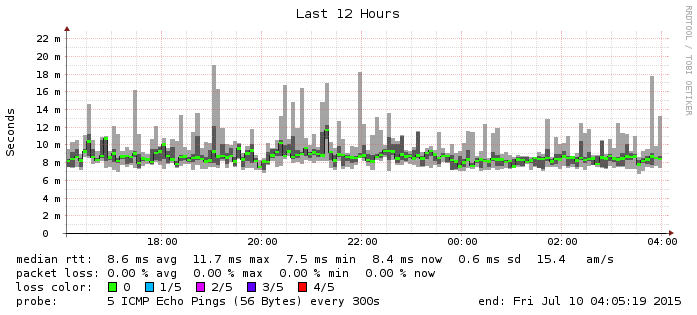 Last 12 Hours
RRDTOOL / TOBI OETIKER
Seconds
22 m
20 m
18 m
16 m
14 m
12 m
10 m
8 m
6 m
4 m
2 m
0
18:00 20:00 22:00 00:00 02:00 04:00
median rtt: 8.6 ms avg 11.7 ms max 7.5 ms min 8.4 ms now 0.6 ms sd 15.4 am/s
packet loss: 0.00 % avg 0.00 % max 0.00 % min 0.00 % now
loss color: 0 1/5 2/5 3/5 4/5
probe: 5 ICMP Echo Pings (56 Bytes) every 300s end: Fri Jul 10 04:05:19 2015